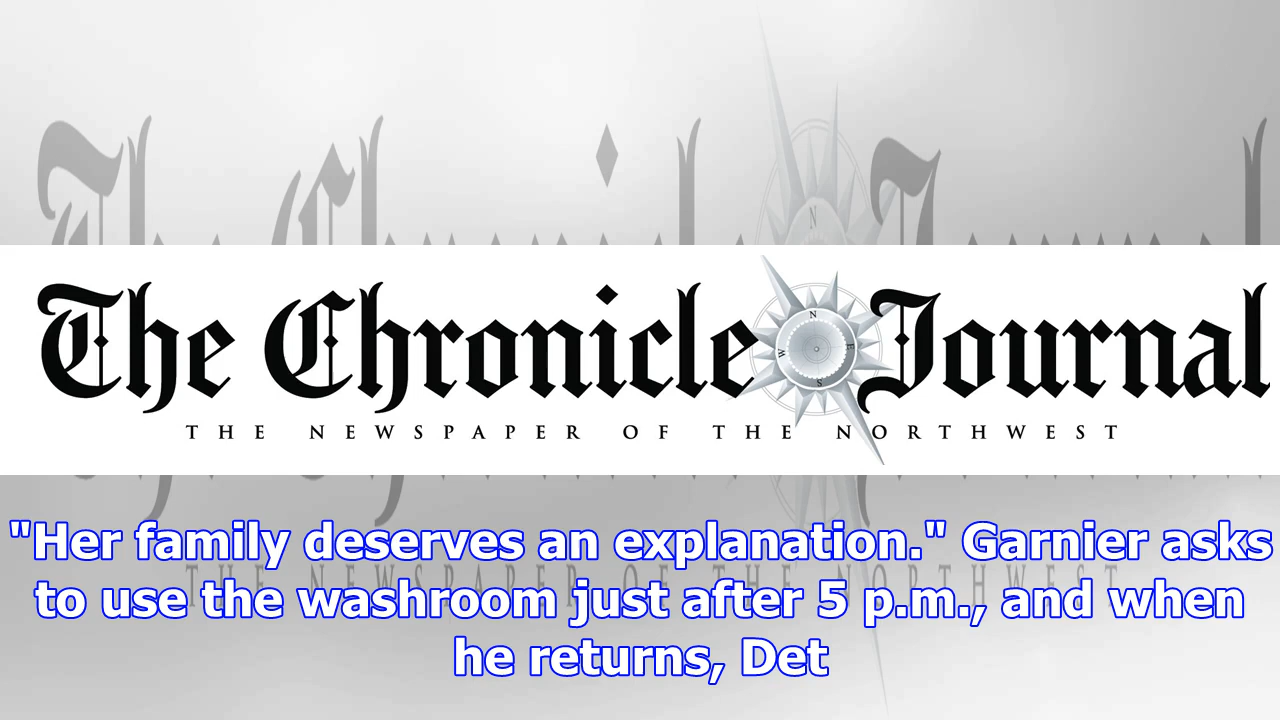 The Chronicle Journal
THE NEWSPAPER OF THE NORTHWEST
"Her family deserves an explanation." Garnier asks
to use the washroom just after 5 p.m., and when
he returns, Det